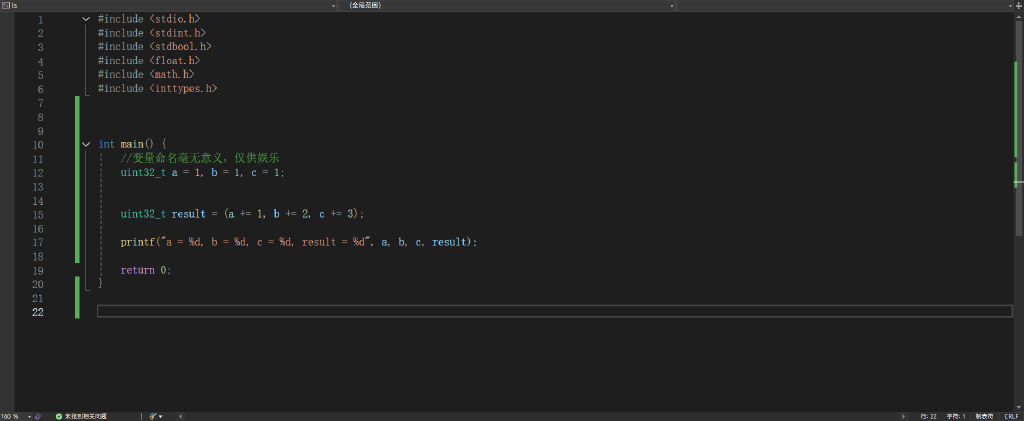 ls
(全局范围)
1 #include <stdio.h>
2 #include <stdint.h>
3 #include <stdbool.h>
4 #include <float.h>
5 #include <math.h>
6 #include <inttypes.h>
7
8
9
10 int main() {
11 //变量命名毫无意义，仅供娱乐
12 uint32_t a = 1, b = 1, c = 1;
13
14
15 uint32_t result = (a += 1, b += 2, c += 3);
16
17 printf("a = %d, b = %d, c = %d, result = %d", a, b, c, result);
18
19 return 0;
20 }
21
22
160 %
未找到相关问题
行: 22
字符: 1
制表符
CRLF